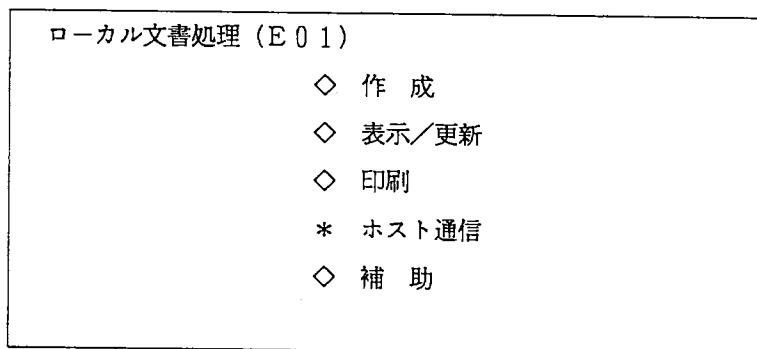 ローカル文書処理(E01)
◇ 作 成
◇ 表示/更新
◇ 印刷
* ホスト通信
◇ 補 助